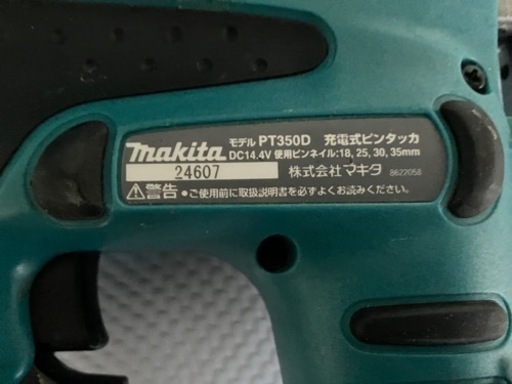 makita モデル PT350D 充電式ピンタッカ
DC14.4V 使用ピンネイル:18, 25, 30, 35mm
24607 株式会社マキタ 8622058
⚠警告 ●ご使用前に取扱説明書を必ずよくお読みください。